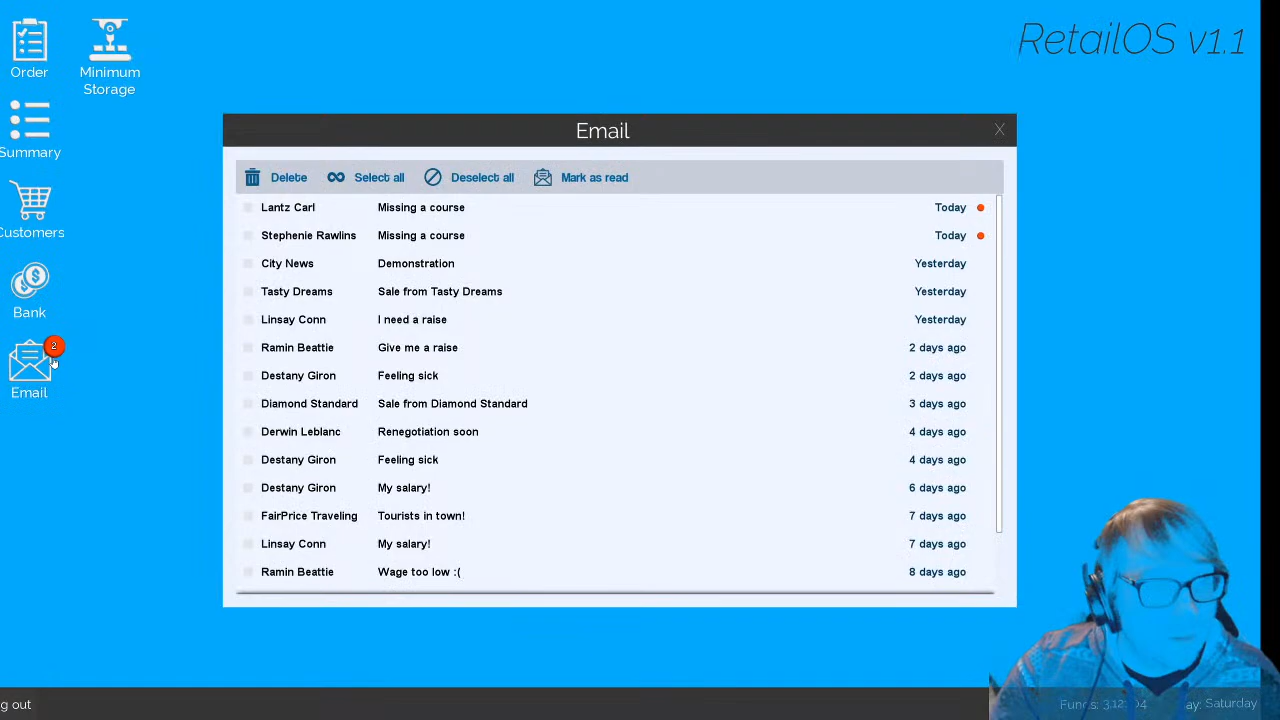 RetailOS v1.1
Order
Minimum
Storage
Summary
Customers
Bank
2
Email
Email
X
Delete Select all Deselect all Mark as read
Lantz Carl Missing a course Today
Stephenie Rawlins Missing a course Today
City News Demonstration Yesterday
Tasty Dreams Sale from Tasty Dreams Yesterday
Linsay Conn I need a raise Yesterday
Ramin Beattie Give me a raise 2 days ago
Destany Giron Feeling sick 2 days ago
Diamond Standard Sale from Diamond Standard 3 days ago
Derwin Leblanc Renegotiation soon 4 days ago
Destany Giron Feeling sick 4 days ago
Destany Giron My salary! 6 days ago
FairPrice Traveling Tourists in town! 7 days ago
Linsay Conn My salary! 7 days ago
Ramin Beattie Wage too low :( 8 days ago
g out
Funds: ay: Saturday